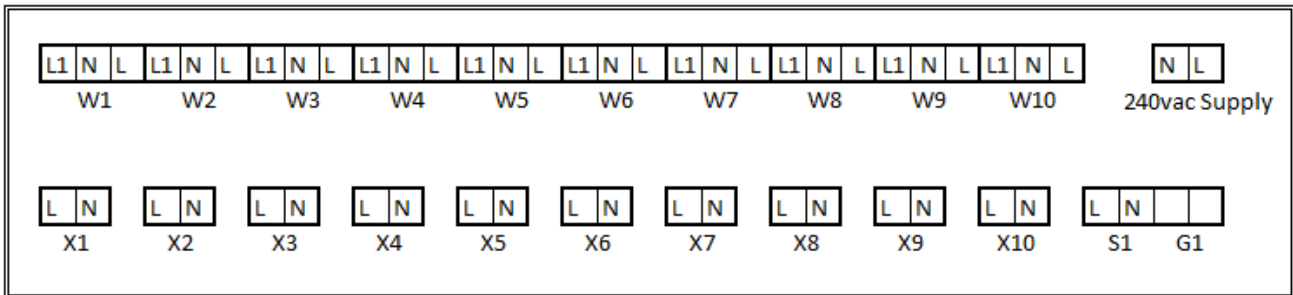 L1 N L L1 N L L1 N L L1 N L L1 N L L1 N L L1 N L L1 N L L1 N L L1 N L N L
W1 W2 W3 W4 W5 W6 W7 W8 W9 W10 240vac Supply
L N L N L N L N L N L N L N L N L N L N L N
X1 X2 X3 X4 X5 X6 X7 X8 X9 X10 S1 G1